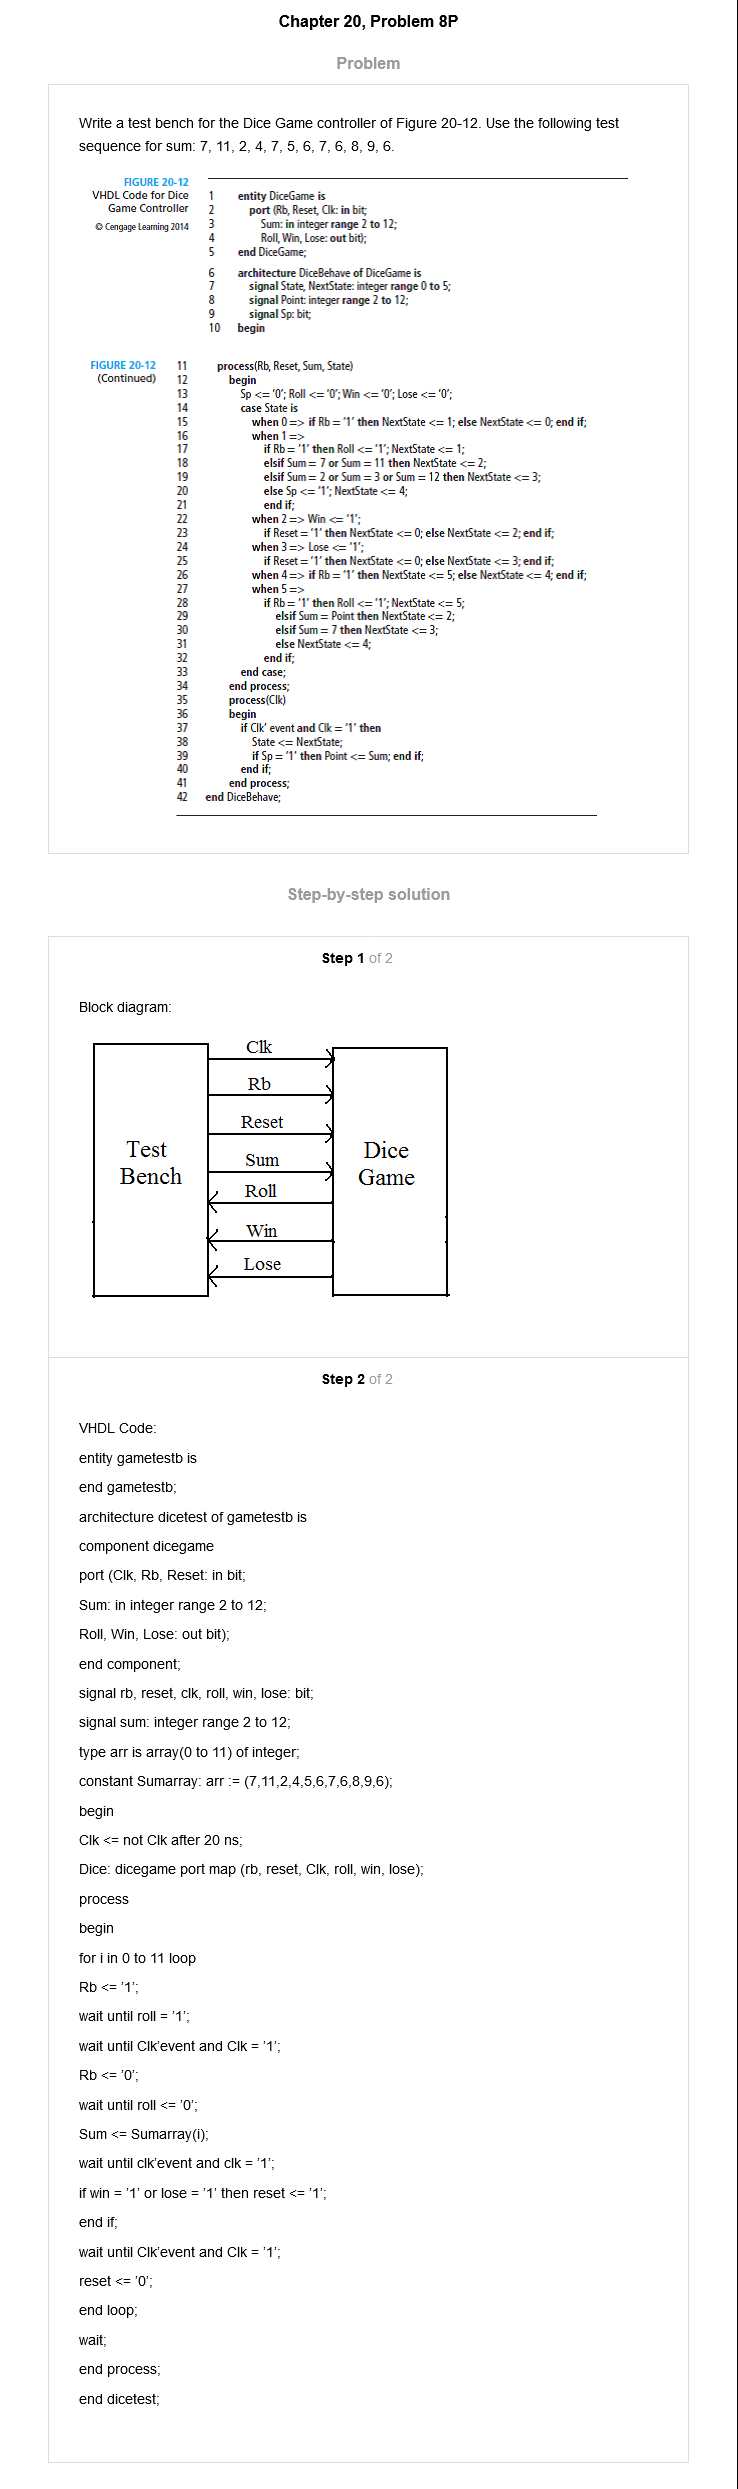 Chapter 20, Problem 8P
Problem
Write a test bench for the Dice Game controller of Figure 20-12. Use the following test
sequence for sum: 7, 11, 2, 4, 7, 5, 6, 7, 6, 8, 9, 6.
FIGURE 20-12
VHDL Code for Dice
Game Controller
© Cengage Learning 2014
1 entity DiceGame is
2 port (Rb, Reset, Clk: in bit;
3 Sum: in integer range 2 to 12;
4 Roll, Win, Lose: out bit);
5 end DiceGame;
6 architecture DiceBehave of DiceGame is
7 signal State, NextState: integer range 0 to 5;
8 signal Point: integer range 2 to 12;
9 signal Sp: bit;
10 begin
FIGURE 20-12
(Continued)
11 process(Rb, Reset, Sum, State)
12 begin
13 Sp <= '0'; Roll <= '0'; Win <= '0'; Lose <= '0';
14 case State is
15 when 0 => if Rb = '1' then NextState <= 1; else NextState <= 0; end if;
16 when 1 =>
17 if Rb = '1' then Roll <= '1'; NextState <= 1;
18 elsif Sum = 7 or Sum = 11 then NextState <= 2;
19 elsif Sum = 2 or Sum = 3 or Sum = 12 then NextState <= 3;
20 else Sp <= '1'; NextState <= 4;
21 end if;
22 when 2 => Win <= '1';
23 if Reset = '1' then NextState <= 0; else NextState <= 2; end if;
24 when 3 => Lose <= '1';
25 if Reset = '1' then NextState <= 0; else NextState <= 3; end if;
26 when 4 => if Rb = '1' then NextState <= 5; else NextState <= 4; end if;
27 when 5 =>
28 if Rb = '1' then Roll <= '1'; NextState <= 5;
29 elsif Sum = Point then NextState <= 2;
30 elsif Sum = 7 then NextState <= 3;
31 else NextState <= 4;
32 end if;
33 end case;
34 end process;
35 process(Clk)
36 begin
37 if Clk' event and Clk = '1' then
38 State <= NextState;
39 if Sp = '1' then Point <= Sum; end if;
40 end if;
41 end process;
42 end DiceBehave;
Step-by-step solution
Step 1 of 2
Block diagram:
Test
Bench
Clk
Rb
Reset
Sum
Roll
Win
Lose
Dice
Game
Step 2 of 2
VHDL Code:
entity gametestb is
end gametestb;
architecture dicetest of gametestb is
component dicegame
port (Clk, Rb, Reset: in bit;
Sum: in integer range 2 to 12;
Roll, Win, Lose: out bit);
end component;
signal rb, reset, clk, roll, win, lose: bit;
signal sum: integer range 2 to 12;
type arr is array(0 to 11) of integer;
constant Sumarray: arr := (7,11,2,4,5,6,7,6,8,9,6);
begin
Clk <= not Clk after 20 ns;
Dice: dicegame port map (rb, reset, Clk, roll, win, lose);
process
begin
for i in 0 to 11 loop
Rb <= '1';
wait until roll = '1';
wait until Clk'event and Clk = '1';
Rb <= '0';
wait until roll <= '0';
Sum <= Sumarray(i);
wait until clk'event and clk = '1';
if win = '1' or lose = '1' then reset <= '1';
end if;
wait until Clk'event and Clk = '1';
reset <= '0';
end loop;
wait;
end process;
end dicetest;